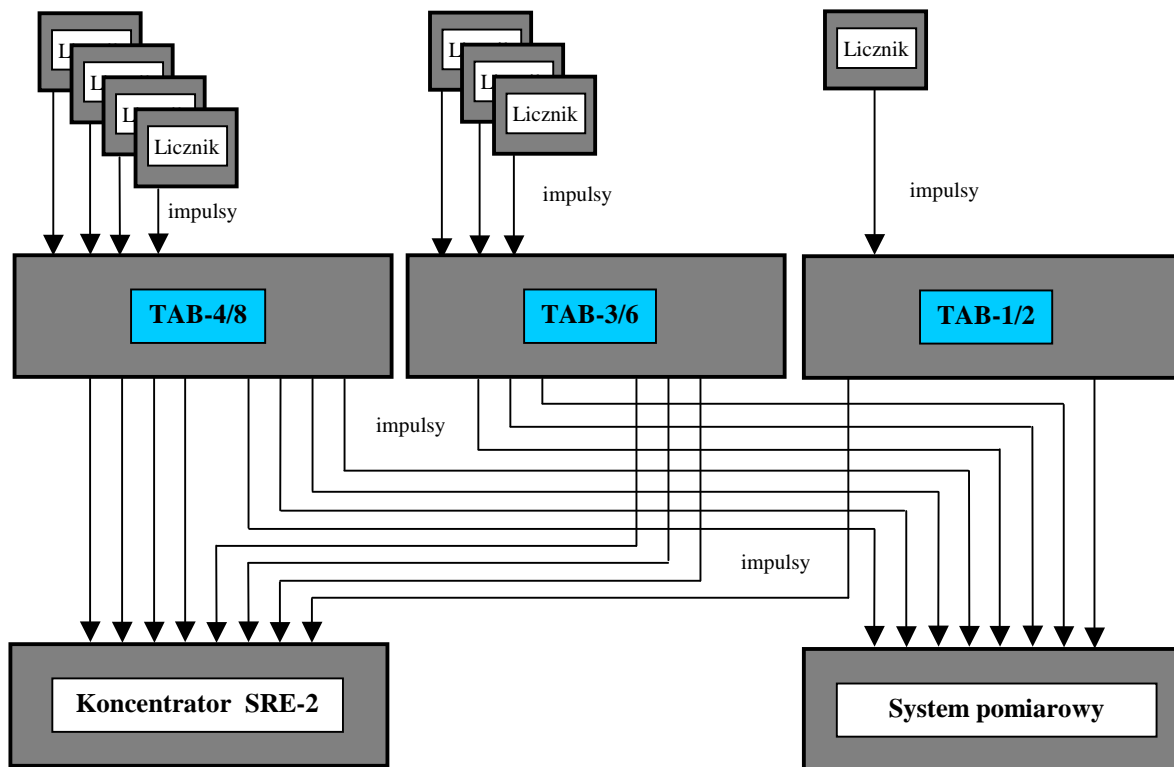 Licznik
Licznik
Licznik
impulsy
impulsy
impulsy
TAB-4/8
TAB-3/6
TAB-1/2
impulsy
impulsy
Koncentrator SRE-2
System pomiarowy